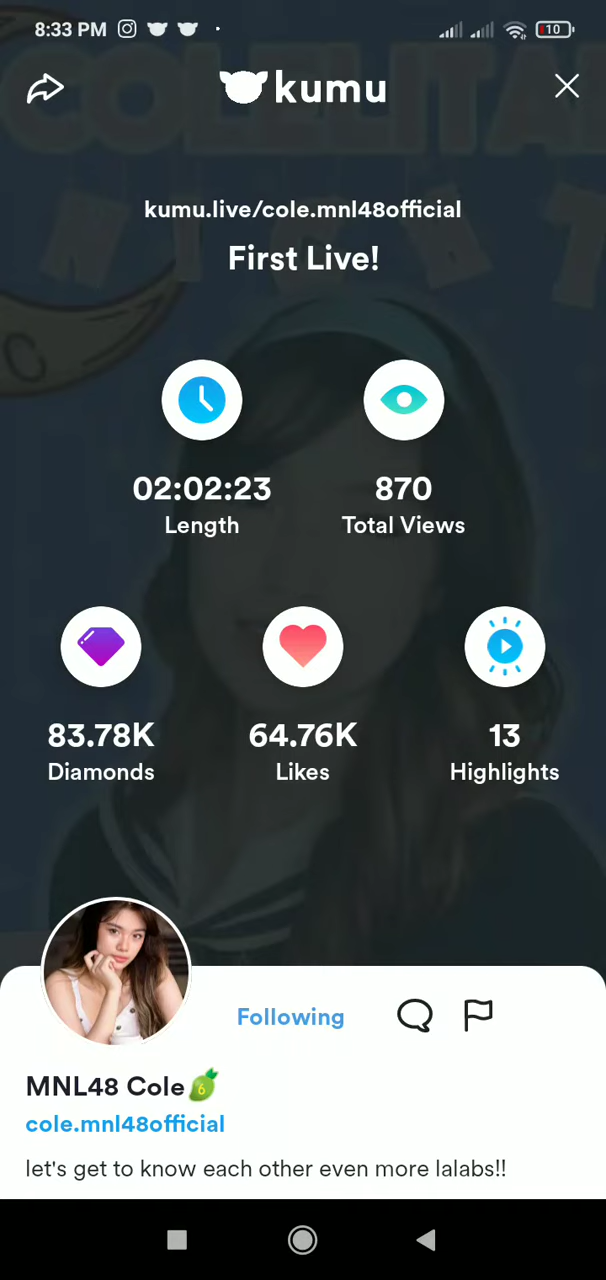 8:33 PM
10
kumu
kumu.live/cole.mnl48official
First Live!
02:02:23
Length
870
Total Views
83.78K
Diamonds
64.76K
Likes
13
Highlights
Following
MNL48 Cole 6
cole.mnl48official
let's get to know each other even more lalabs!!